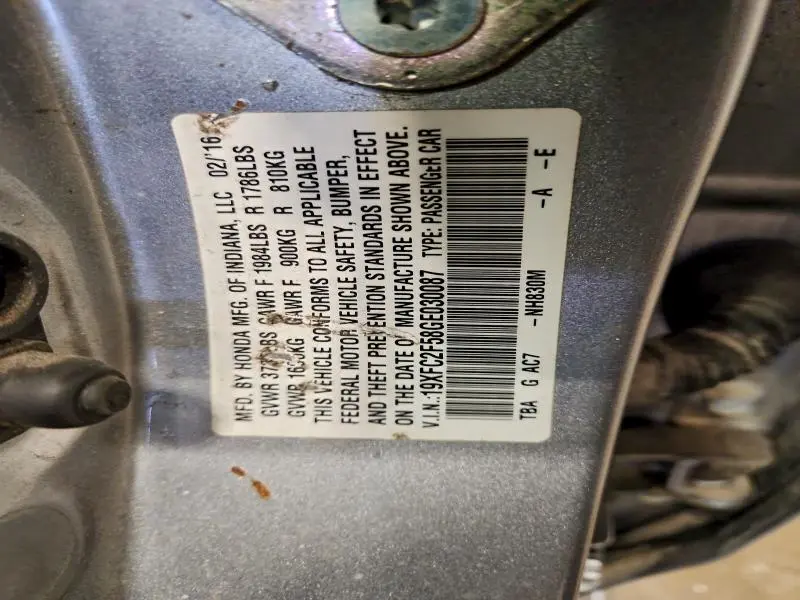 MFD. BY HONDA MFG. OF INDIANA, LLC 02/'16
GVWR LBS GAWR F 1984LBS R 1786LBS
GVWR KG GAWR F 900KG R 810KG
THIS VEHICLE CONFORMS TO ALL APPLICABLE
FEDERAL MOTOR VEHICLE SAFETY, BUMPER,
AND THEFT PREVENTION STANDARDS IN EFFECT
ON THE DATE OF MANUFACTURE SHOWN ABOVE.
V.I.N.:19XFC2F58GE030087 TYPE: PASSENGER CAR
TBA G AC7 -NH830M -A -E